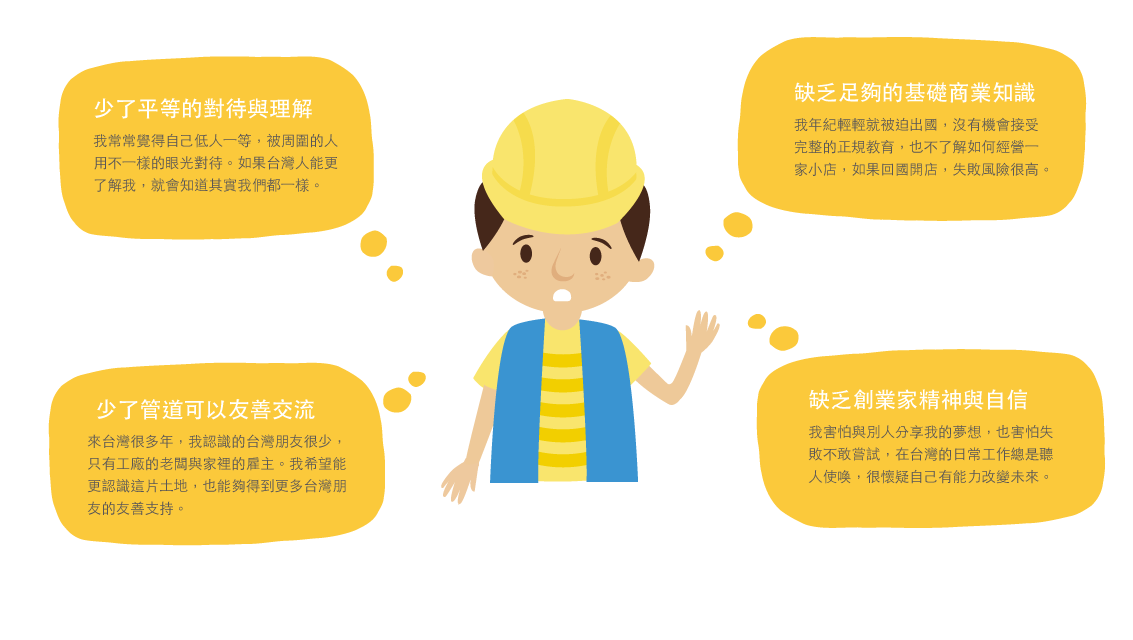 少了平等的對待與理解
我常常覺得自己低人一等，被周圍的人
用不一樣的眼光對待。如果台灣人能更
了解我，就會知道其實我們都一樣。
缺乏足夠的基礎商業知識
我年紀輕輕就被迫出國，沒有機會接受
完整的正規教育，也不了解如何經營一
家小店，如果回國開店，失敗風險很高。
少了管道可以友善交流
來台灣很多年，我認識的台灣朋友很少，
只有工廠的老闆與家裡的雇主。我希望能
更認識這片土地，也能夠得到更多台灣朋
友的友善支持。
缺乏創業家精神與自信
我害怕與別人分享我的夢想，也害怕失
敗不敢嘗試，在台灣的日常工作總是聽
人使喚，很懷疑自己有能力改變未來。